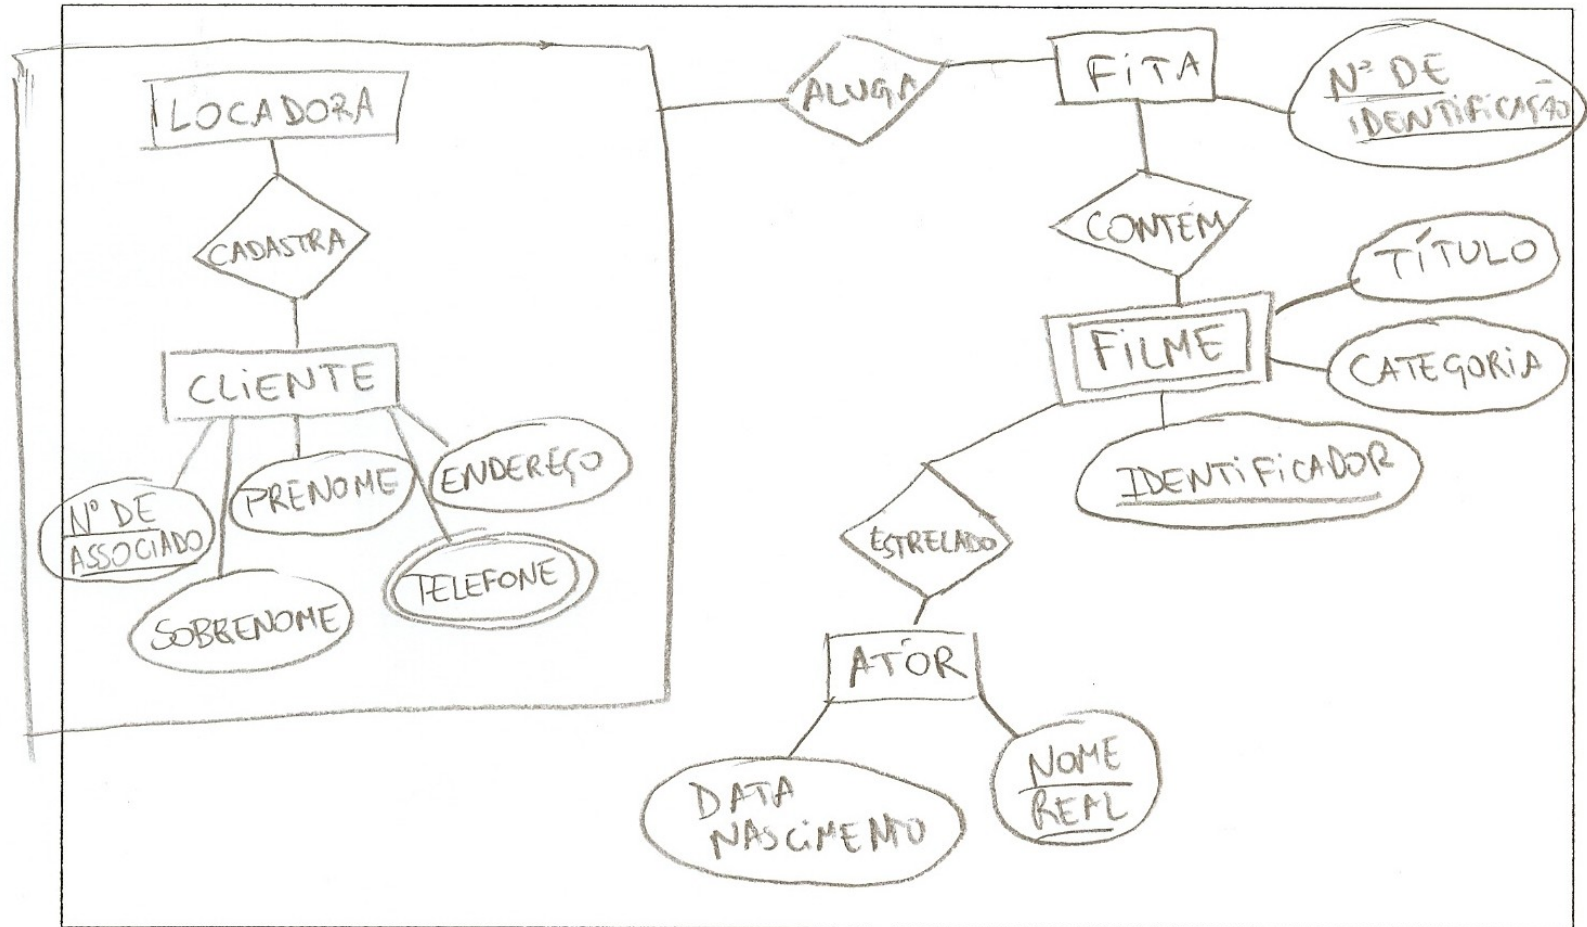 LOCADORA
CADASTRA
CLIENTE
Nº DE
ASSOCIADO
PRENOME
ENDEREÇO
SOBRENOME
TELEFONE
ALUGA
FITA
Nº DE
IDENTIFICAÇÃO
CONTÉM
TÍTULO
FILME
CATEGORIA
IDENTIFICADOR
ESTRELADO
ATOR
DATA
NASCIMENTO
NOME
REAL